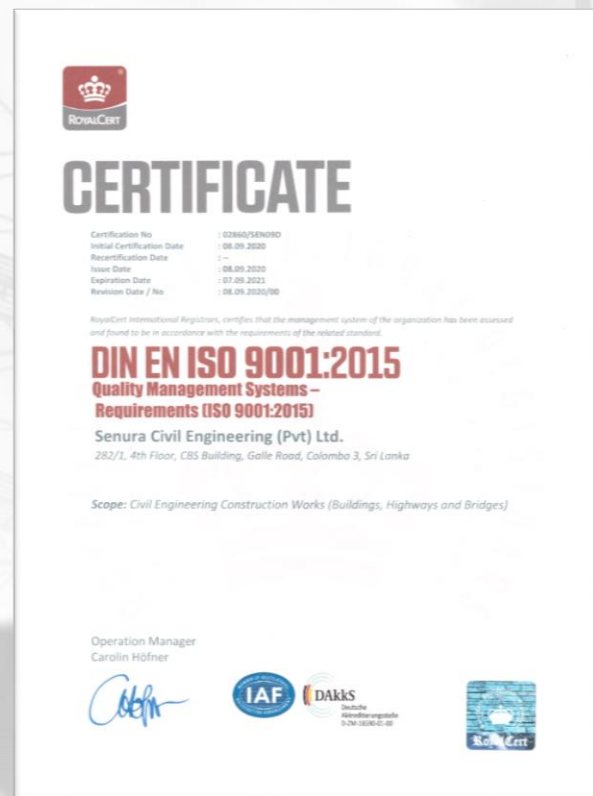 ROYALCERT
CERTIFICATE
Certification No : 02860/SEN09D
Initial Certification Date : 08.09.2020
Recertification Date : --
Issue Date : 08.09.2020
Expiration Date : 07.09.2021
Revision Date / No : 08.09.2020/00
RoyalCert International Registrars, certifies that the management system of the organization has been assessed
and found to be in accordance with the requirements of the related standard.
DIN EN ISO 9001:2015
Quality Management Systems –
Requirements (ISO 9001:2015)
Senura Civil Engineering (Pvt) Ltd.
282/1, 4th Floor, CBS Building, Galle Road, Colombo 3, Sri Lanka
Scope: Civil Engineering Construction Works (Buildings, Highways and Bridges)
Operation Manager
Carolin Höfner
IAF
DAkkS
Deutsche
Akkreditierungsstelle
RoyalCert